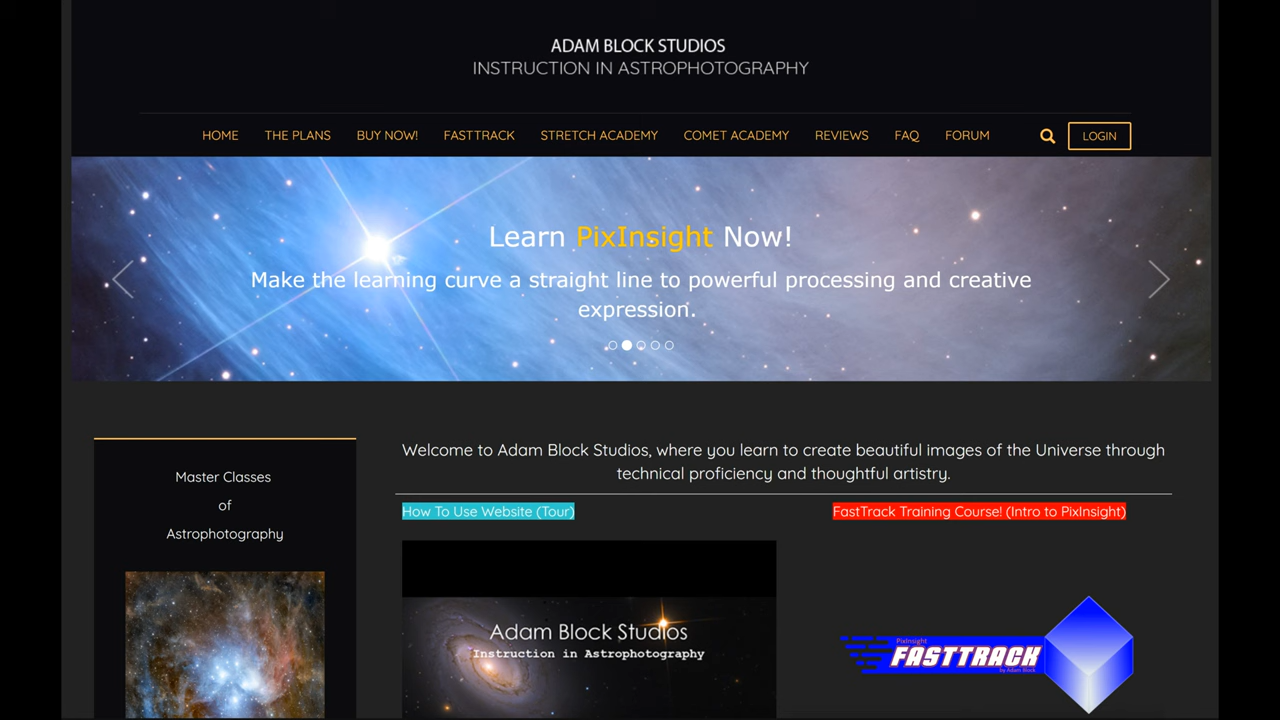 ADAM BLOCK STUDIOS
INSTRUCTION IN ASTROPHOTOGRAPHY
HOME THE PLANS BUY NOW! FASTTRACK STRETCH ACADEMY COMET ACADEMY REVIEWS FAQ FORUM LOGIN
Learn PixInsight Now!
Make the learning curve a straight line to powerful processing and creative
expression.
Master Classes
of
Astrophotography
Welcome to Adam Block Studios, where you learn to create beautiful images of the Universe through
technical proficiency and thoughtful artistry.
How To Use Website (Tour)
FastTrack Training Course! (Intro to PixInsight)
Adam Block Studios
Instruction in Astrophotography
PixInsight
FASTTRACK
by Adam Block